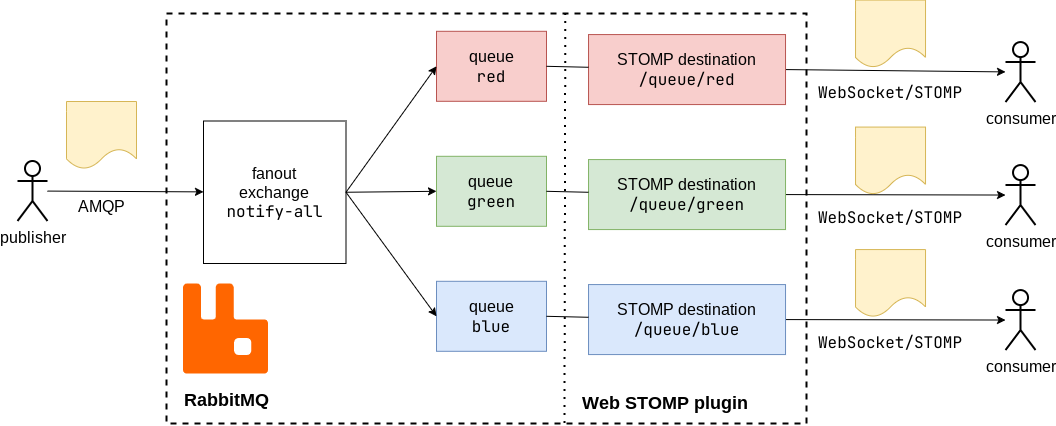 publisher
AMQP
fanout
exchange
notify-all
RabbitMQ
queue
red
queue
green
queue
blue
STOMP destination
/queue/red
STOMP destination
/queue/green
STOMP destination
/queue/blue
Web STOMP plugin
WebSocket/STOMP
consumer
WebSocket/STOMP
consumer
WebSocket/STOMP
consumer